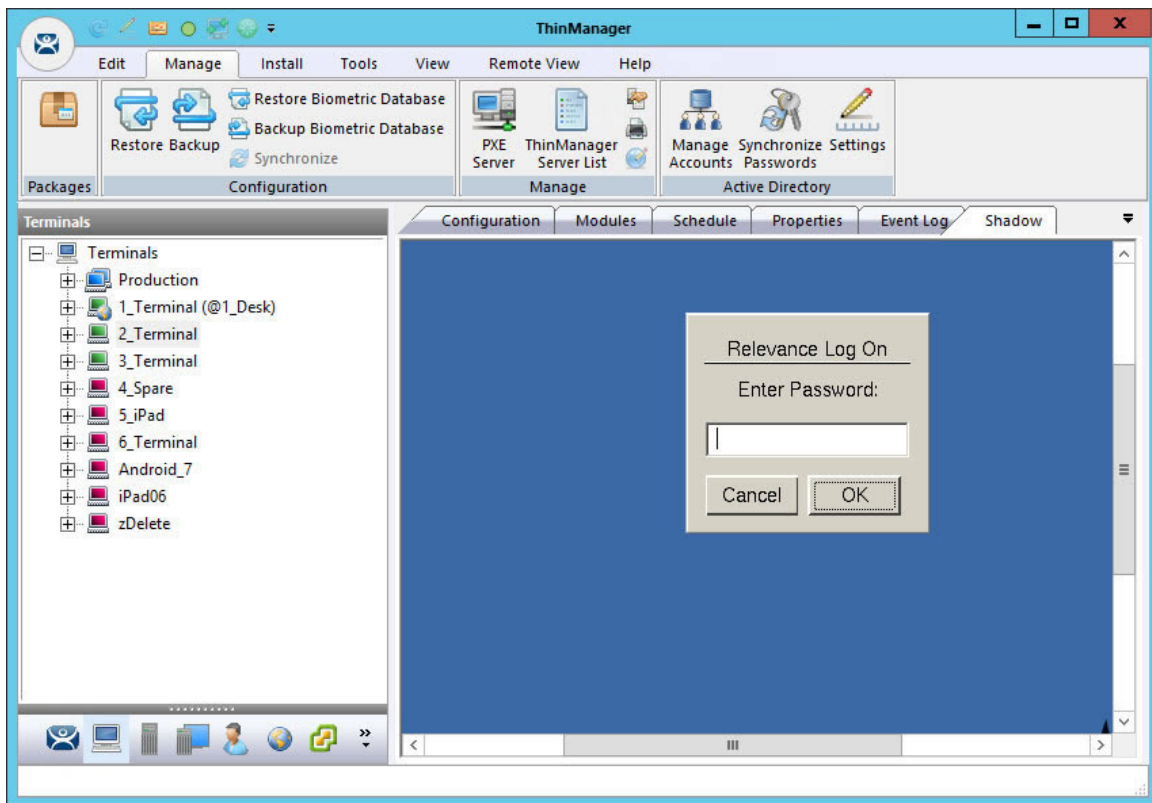 ThinManager
Edit Manage Install Tools View Remote View Help
Restore Biometric Database
Backup Biometric Database
Synchronize
Restore Backup
PXE Server
ThinManager Server List
Manage Accounts
Synchronize Passwords
Settings
Packages Configuration Manage Active Directory
Terminals
Configuration Modules Schedule Properties Event Log Shadow
Terminals
Production
1_Terminal (@1_Desk)
2_Terminal
3_Terminal
4_Spare
5_iPad
6_Terminal
Android_7
iPad06
zDelete
Relevance Log On
Enter Password:
Cancel OK